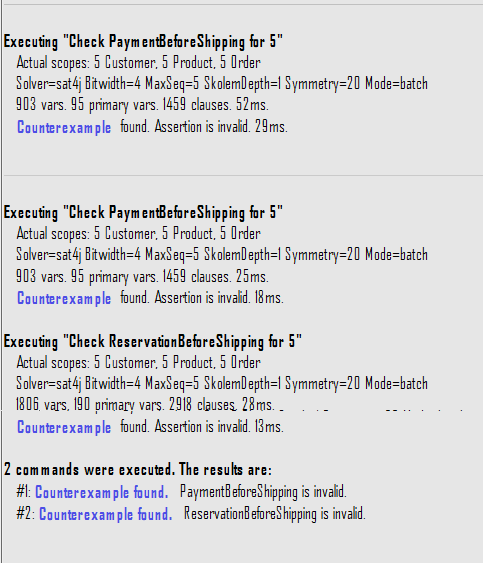 Executing "Check PaymentBeforeShipping for 5"
Actual scopes: 5 Customer, 5 Product, 5 Order
Solver=sat4j Bitwidth=4 MaxSeq=5 SkolemDepth=1 Symmetry=20 Mode=batch
903 vars. 95 primary vars. 1459 clauses. 52ms.
Counterexample found. Assertion is invalid. 29ms.
Executing "Check PaymentBeforeShipping for 5"
Actual scopes: 5 Customer, 5 Product, 5 Order
Solver=sat4j Bitwidth=4 MaxSeq=5 SkolemDepth=1 Symmetry=20 Mode=batch
903 vars. 95 primary vars. 1459 clauses. 25ms.
Counterexample found. Assertion is invalid. 18ms.
Executing "Check ReservationBeforeShipping for 5"
Actual scopes: 5 Customer, 5 Product, 5 Order
Solver=sat4j Bitwidth=4 MaxSeq=5 SkolemDepth=1 Symmetry=20 Mode=batch
1806 vars. 190 primary vars. 2918 clauses. 28ms.
Counterexample found. Assertion is invalid. 13ms.
2 commands were executed. The results are:
#1: Counterexample found. PaymentBeforeShipping is invalid.
#2: Counterexample found. ReservationBeforeShipping is invalid.